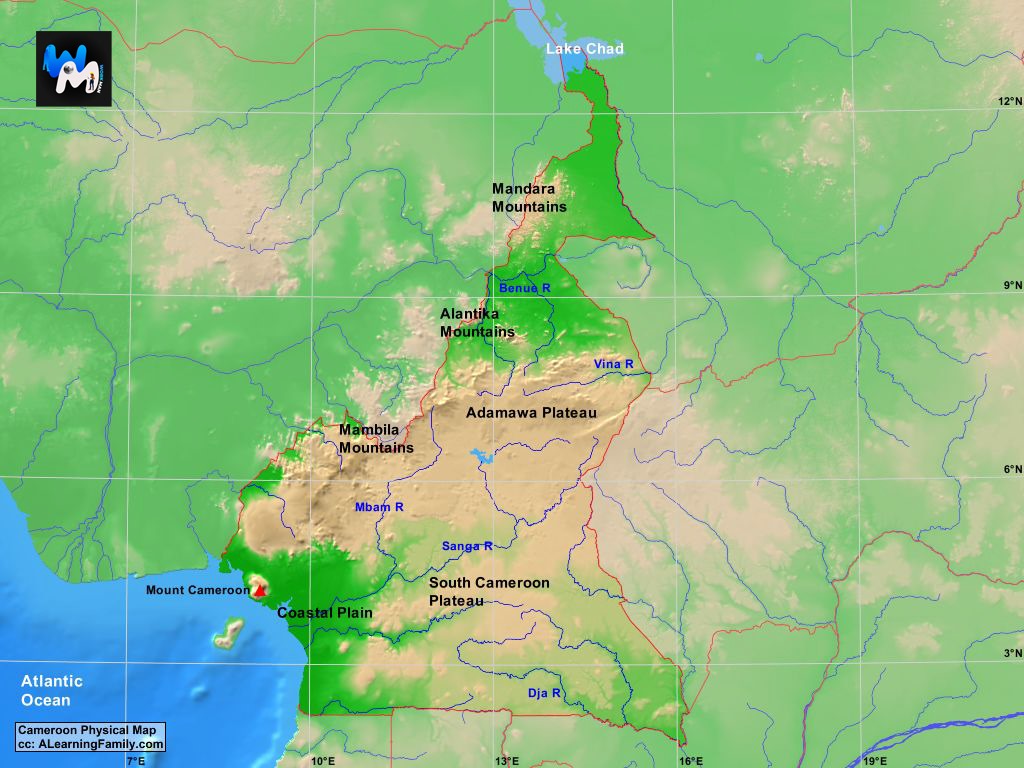 Lake Chad
12°N
Mandara
Mountains
9°N
Benue R
Alantika
Mountains
Vina R
Adamawa Plateau
Mambila
Mountains
6°N
Mbam R
Sanga R
South Cameroon
Plateau
Mount Cameroon
Coastal Plain
3°N
Atlantic
Ocean
Dja R
Cameroon Physical Map
cc: ALearningFamily.com
7°E
10°E
13°E
16°E
19°E